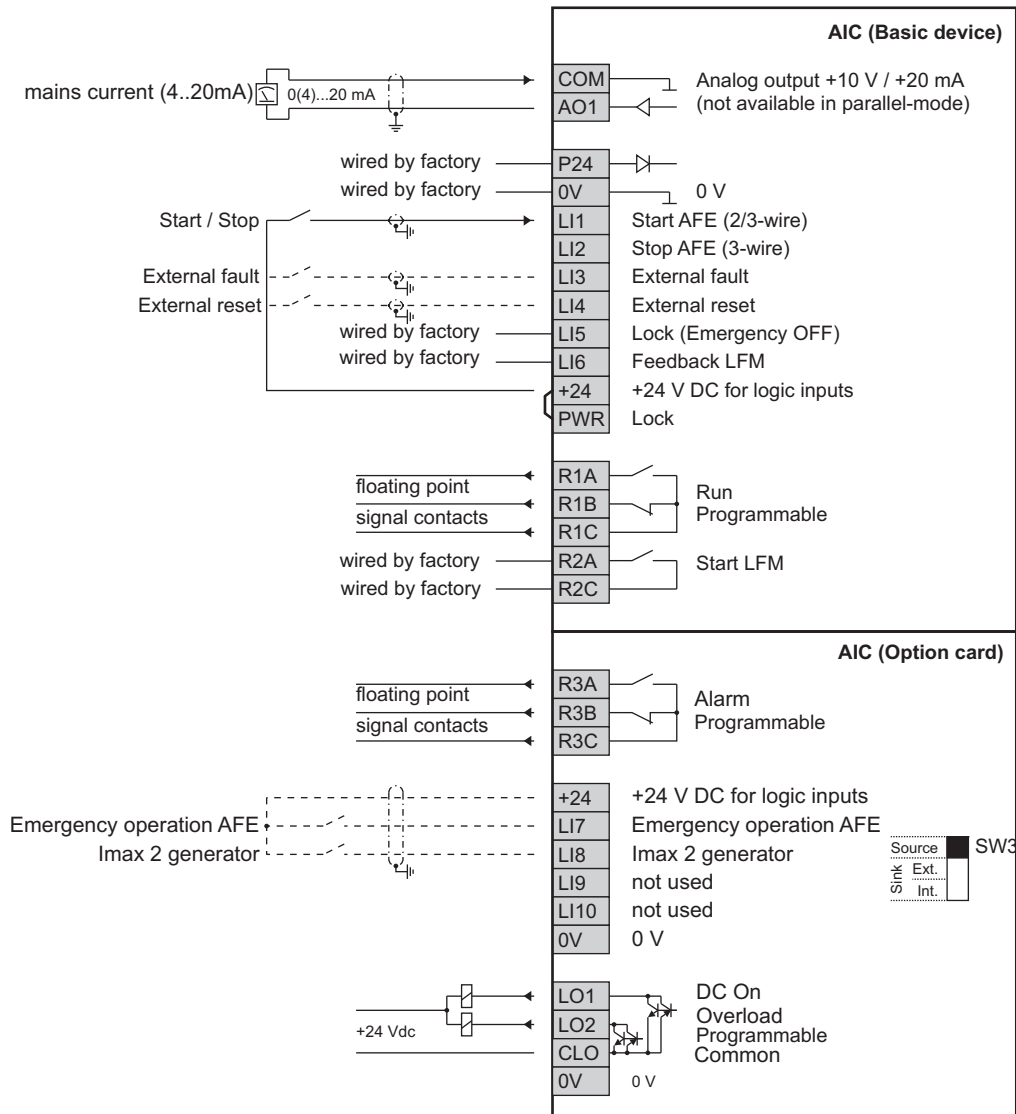 AIC (Basic device)
mains current (4..20mA) 0(4)...20 mA COM Analog output +10 V / +20 mA
AO1 (not available in parallel-mode)
wired by factory P24
wired by factory 0V 0 V
Start / Stop LI1 Start AFE (2/3-wire)
LI2 Stop AFE (3-wire)
External fault LI3 External fault
External reset LI4 External reset
wired by factory LI5 Lock (Emergency OFF)
wired by factory LI6 Feedback LFM
+24 +24 V DC for logic inputs
PWR Lock
R1A
floating point
R1B Run
signal contacts Programmable
R1C
wired by factory R2A Start LFM
wired by factory R2C
AIC (Option card)
R3A
floating point
R3B Alarm
signal contacts Programmable
R3C
+24 +24 V DC for logic inputs
Emergency operation AFE LI7 Emergency operation AFE
Imax 2 generator LI8 Imax 2 generator Source SW3
LI9 not used Sink Ext.
LI10 not used Int.
0V 0 V
LO1 DC On
+24 Vdc LO2 Overload
Programmable
CLO Common
0V 0 V